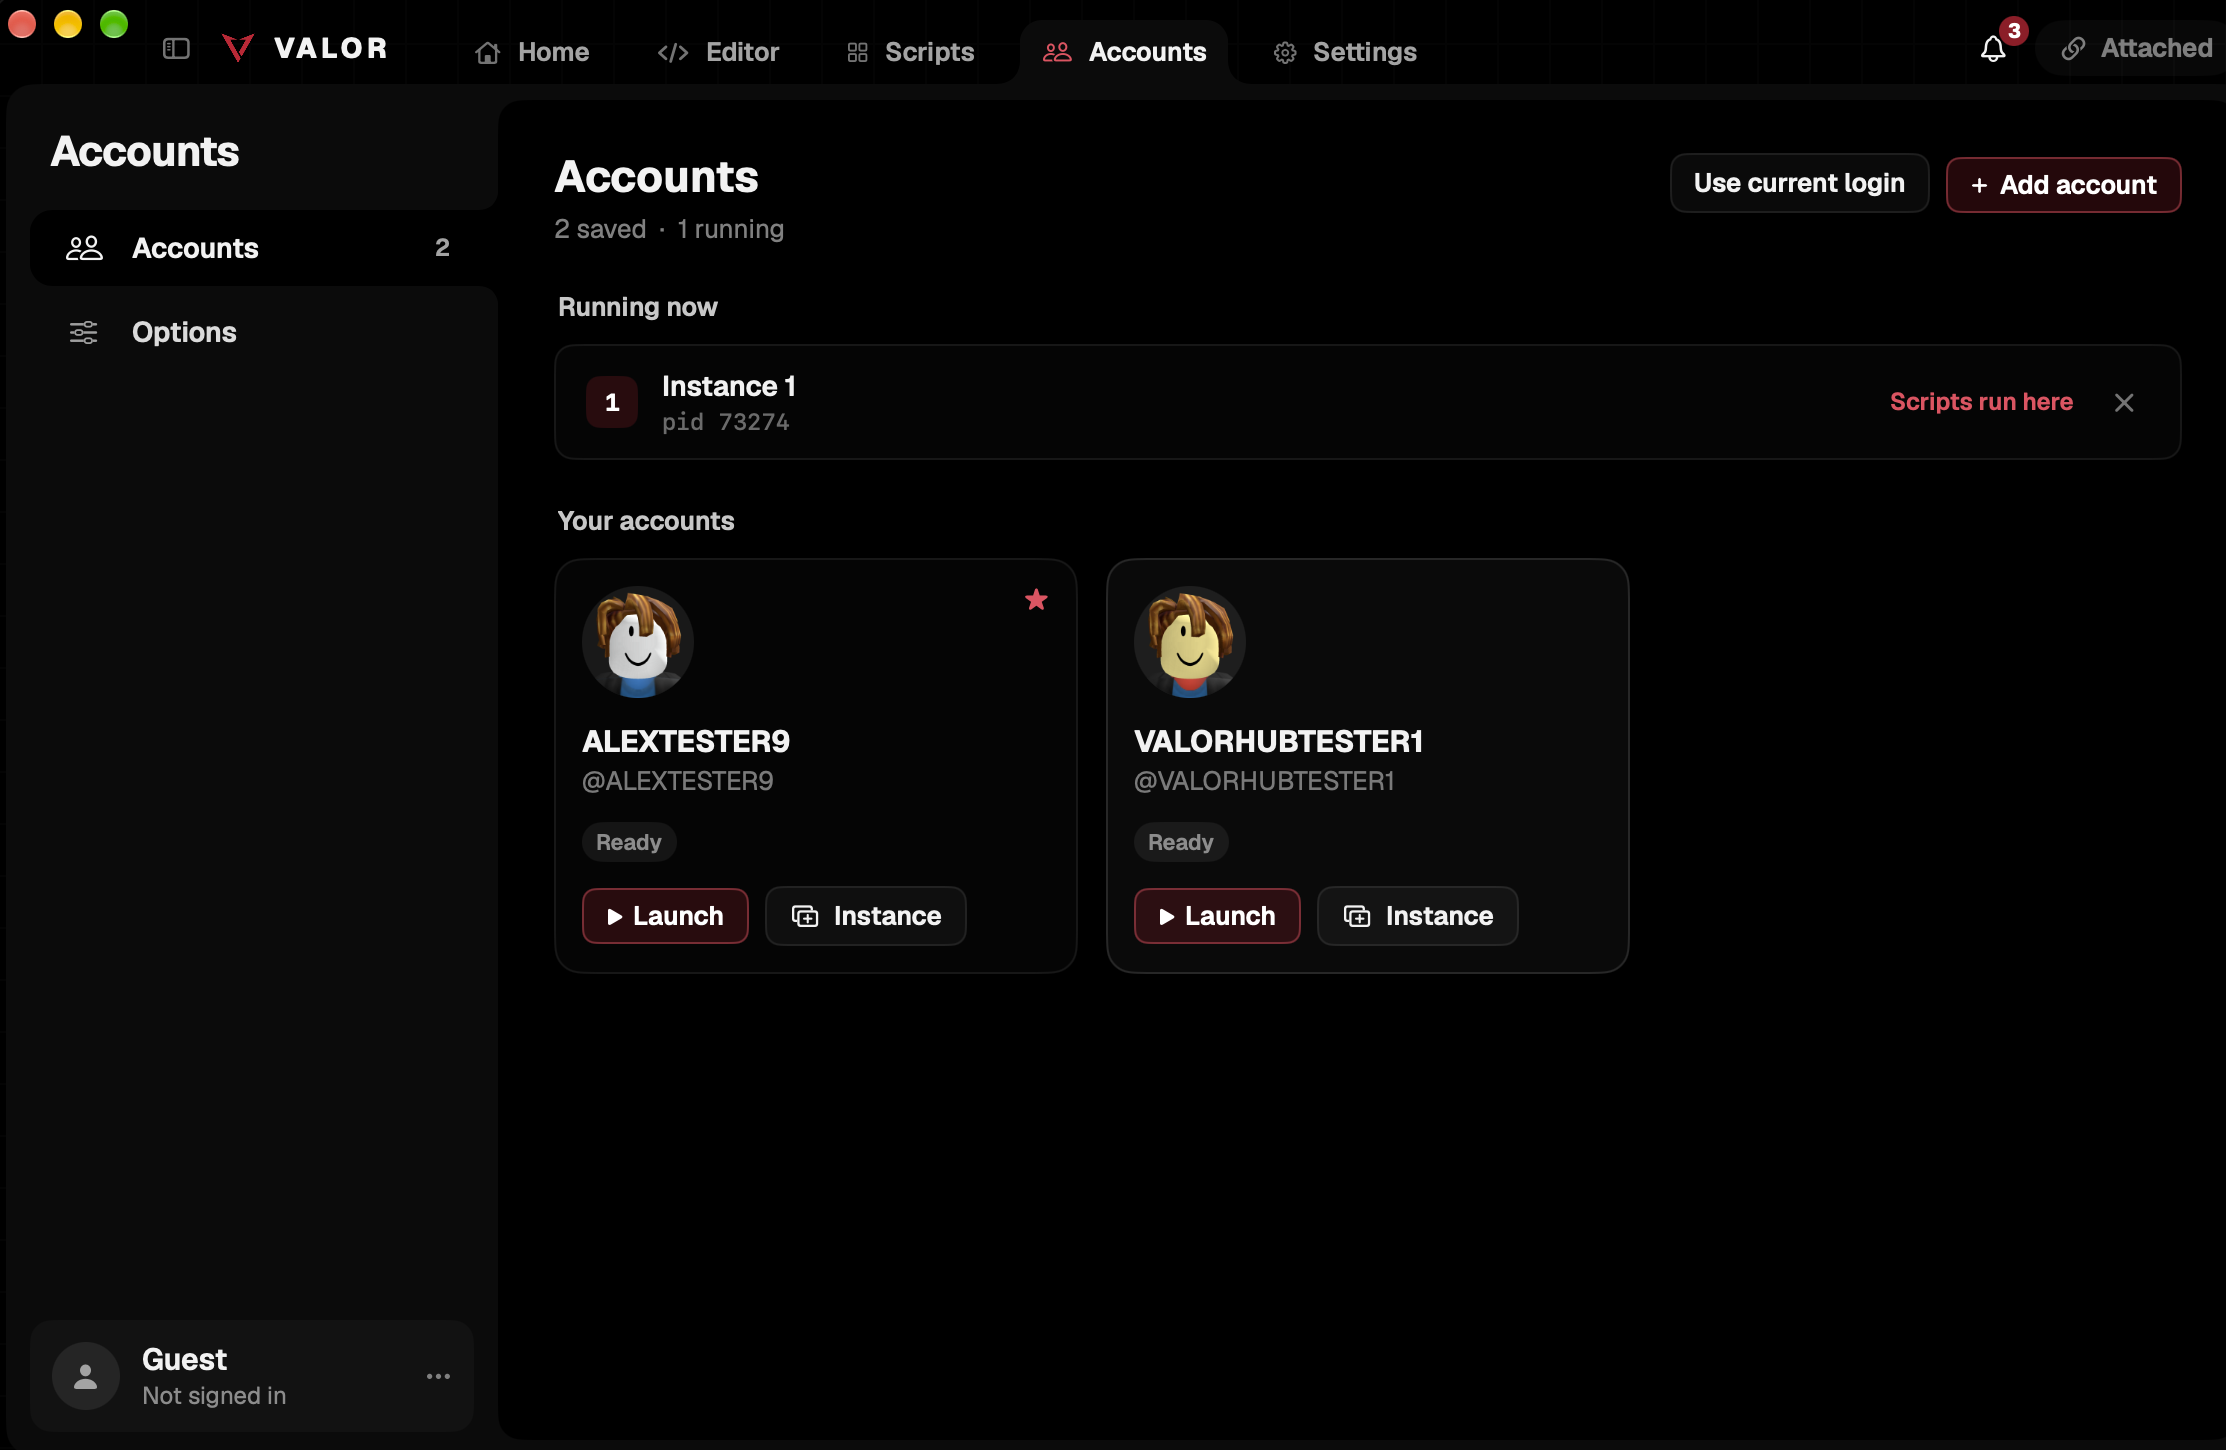 VALOR
Home
Editor
Scripts
Accounts
Settings
3
Attached
Accounts
Accounts 2
Options
Accounts
2 saved · 1 running
Use current login
+ Add account
Running now
1
Instance 1
pid 73274
Scripts run here
Your accounts
ALEXTESTER9
@ALEXTESTER9
Ready
Launch
Instance
VALORHUBTESTER1
@VALORHUBTESTER1
Ready
Launch
Instance
Guest
Not signed in